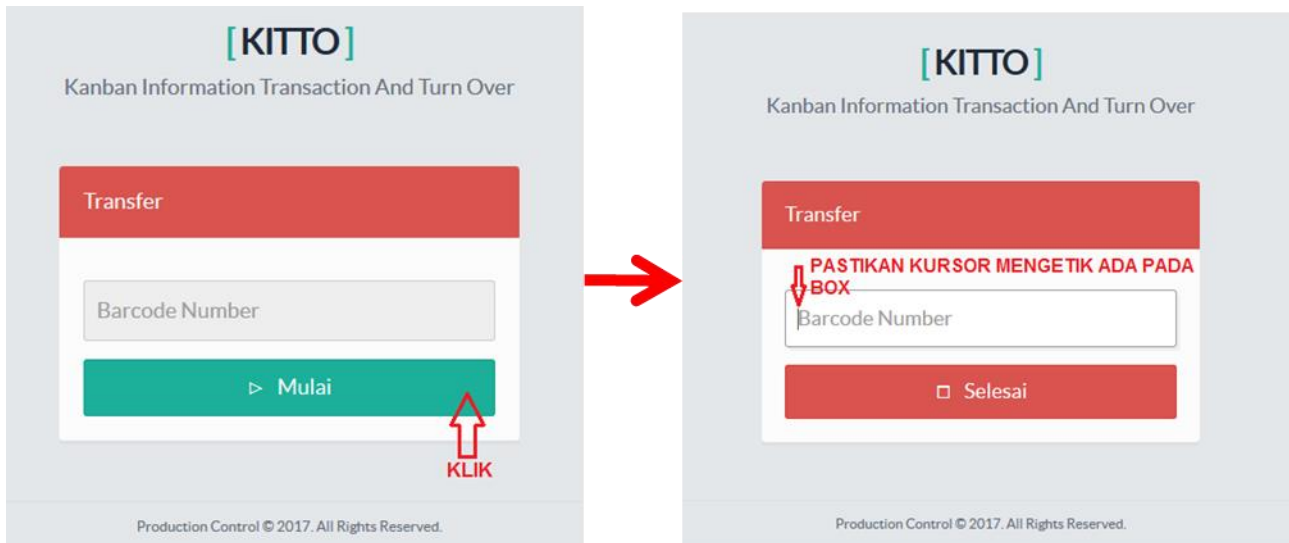 [KITTO]
Kanban Information Transaction And Turn Over
Transfer
Barcode Number
▷ Mulai
KLIK
Production Control © 2017. All Rights Reserved.
[KITTO]
Kanban Information Transaction And Turn Over
Transfer
PASTIKAN KURSOR MENGETIK ADA PADA
BOX
Barcode Number
□ Selesai
Production Control © 2017. All Rights Reserved.